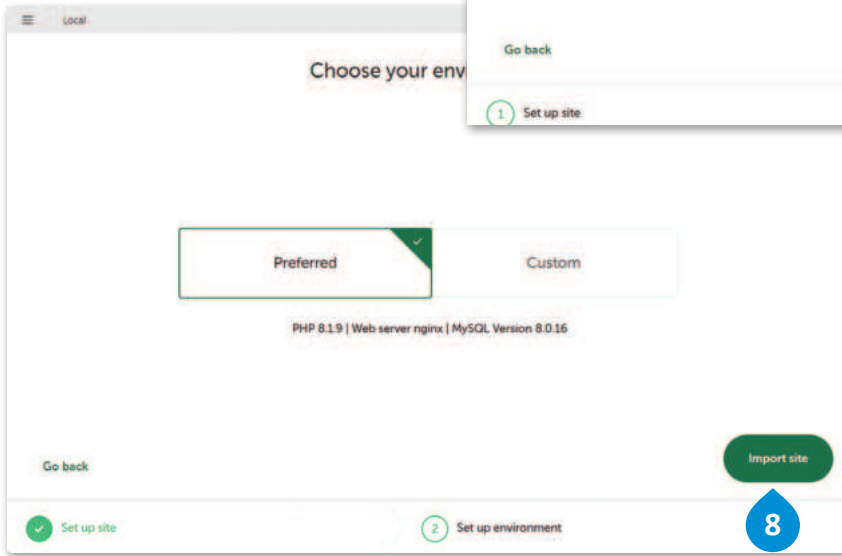 Local
Choose your env
Go back
1 Set up site
Preferred
Custom
PHP 8.1.9 | Web server nginx | MySQL Version 8.0.16
Go back
Import site
Set up site
2 Set up environment
8